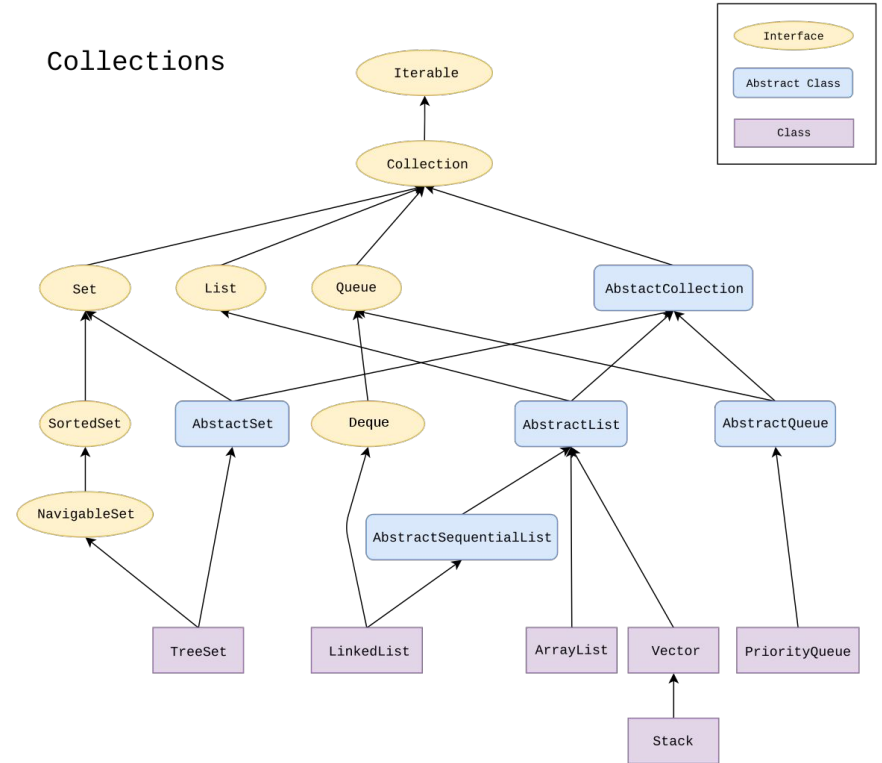 Interface
Collections
Iterable
Abstract Class
Class
Collection
Set
List
Queue
AbstactCollection
SortedSet
AbstactSet
Deque
AbstractList
AbstractQueue
NavigableSet
AbstractSequentialList
TreeSet
LinkedList
ArrayList
Vector
PriorityQueue
Stack